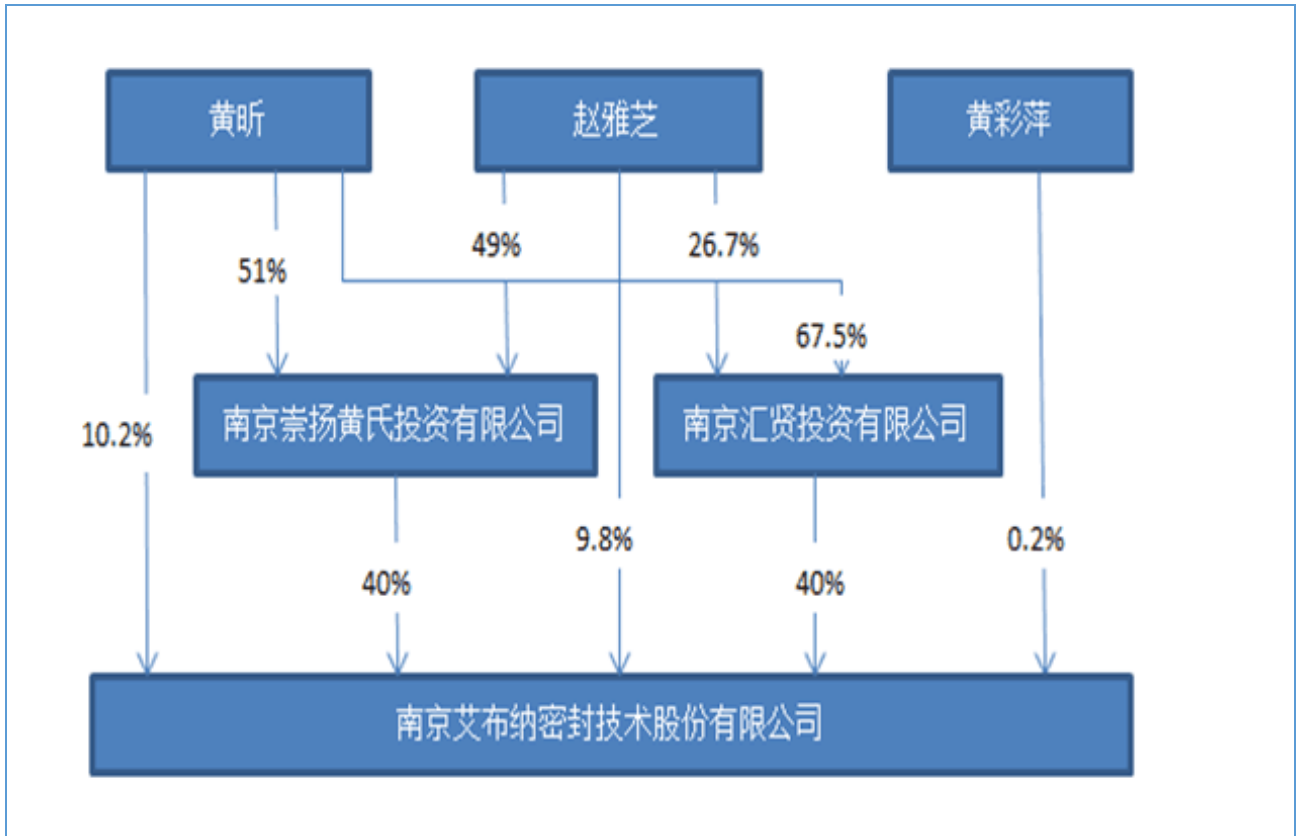 黄昕
赵雅芝
黄彩萍
49%
26.7%
51%
67.5%
南京崇扬黄氏投资有限公司
南京汇贤投资有限公司
10.2%
9.8%
0.2%
40%
40%
南京艾布纳密封技术股份有限公司